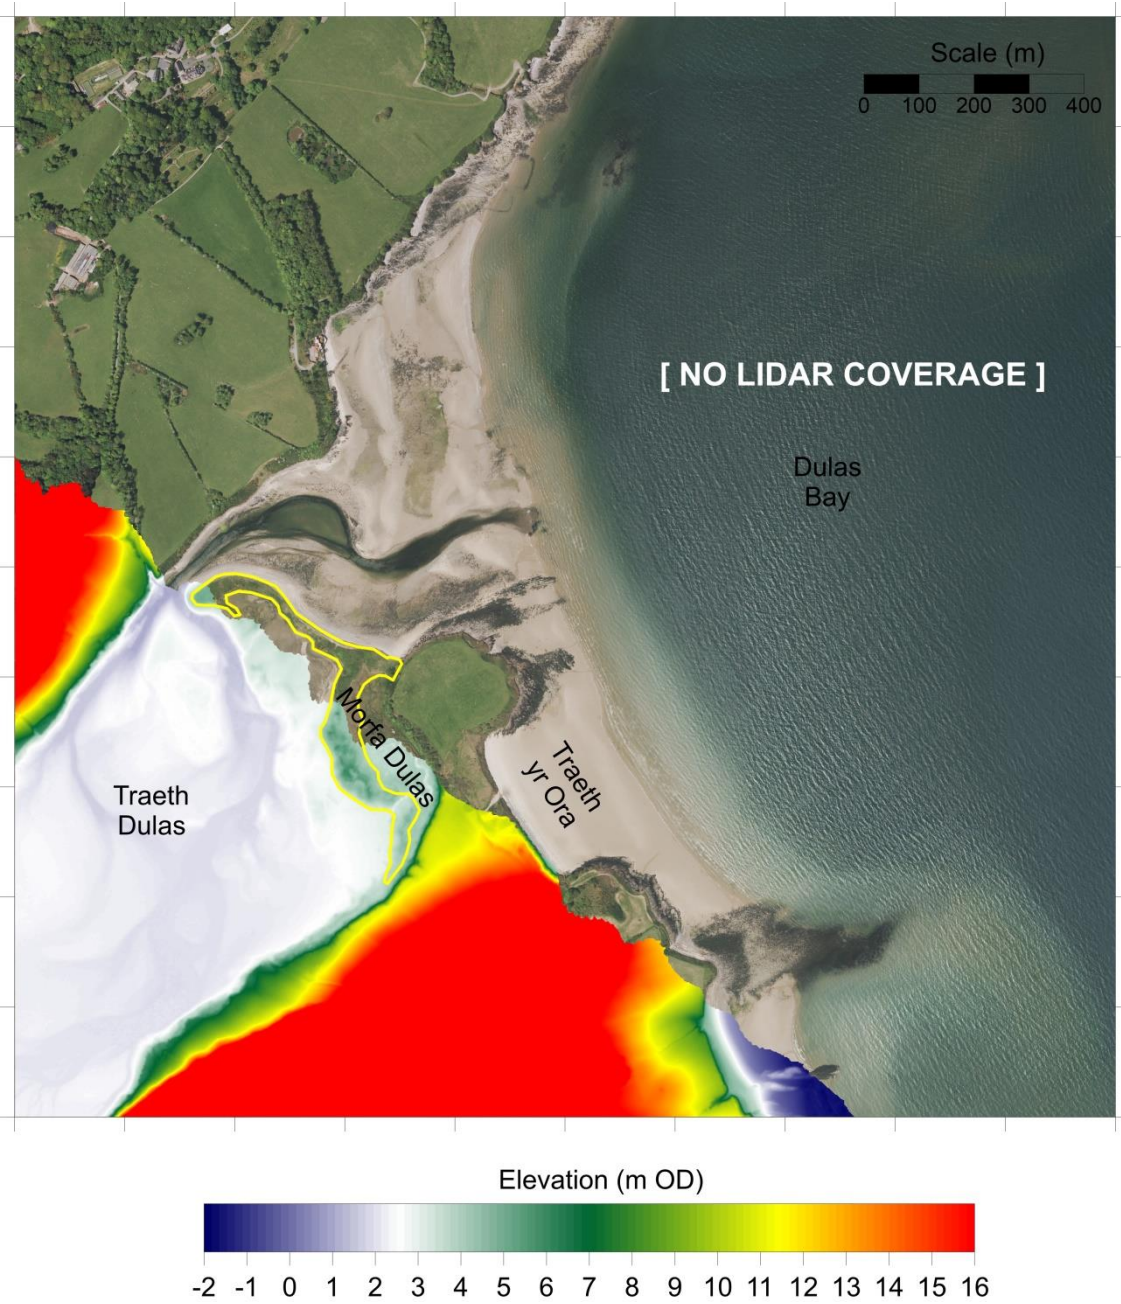 Scale (m)
0 100 200 300 400
[ NO LIDAR COVERAGE ]
Dulas
Bay
Morfa Dulas
Traeth
yr Ora
Traeth
Dulas
Elevation (m OD)
-2 -1 0 1 2 3 4 5 6 7 8 9 10 11 12 13 14 15 16